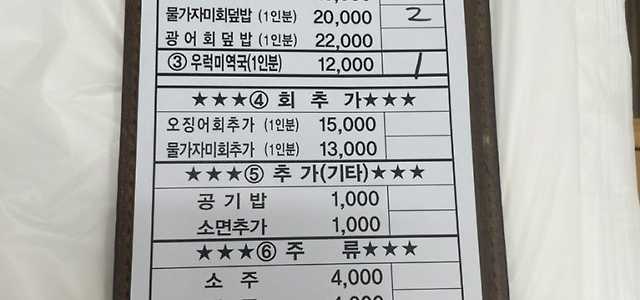 물가자미회덮밥 (1인분) 20,000 2
광어회덮밥 (1인분) 22,000
③ 우럭미역국(1인분) 12,000 1
★★★④ 회 추 가★★★
오징어회추가 (1인분) 15,000
물가자미회추가 (1인분) 13,000
★★★⑤ 추 가(기타)★★★
공 기 밥 1,000
소면추가 1,000
★★★⑥ 주 류★★★
소 주 4,000